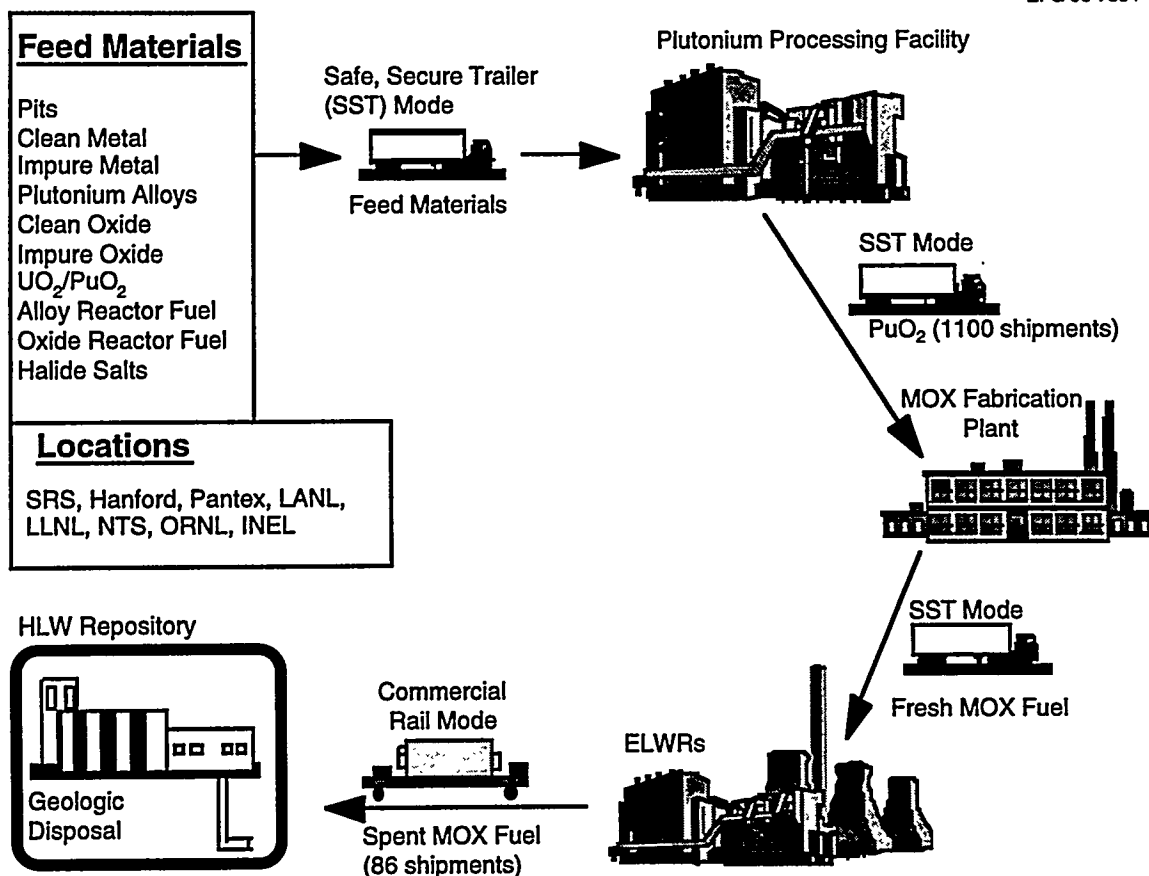 Feed Materials
Pits
Clean Metal
Impure Metal
Plutonium Alloys
Clean Oxide
Impure Oxide
UO₂/PuO₂
Alloy Reactor Fuel
Oxide Reactor Fuel
Halide Salts
Locations
SRS, Hanford, Pantex, LANL,
LLNL, NTS, ORNL, INEL
Safe, Secure Trailer
(SST) Mode
Feed Materials
Plutonium Processing Facility
SST Mode
PuO₂ (1100 shipments)
MOX Fabrication
Plant
SST Mode
Fresh MOX Fuel
ELWRs
Commercial
Rail Mode
Spent MOX Fuel
(86 shipments)
HLW Repository
Geologic
Disposal